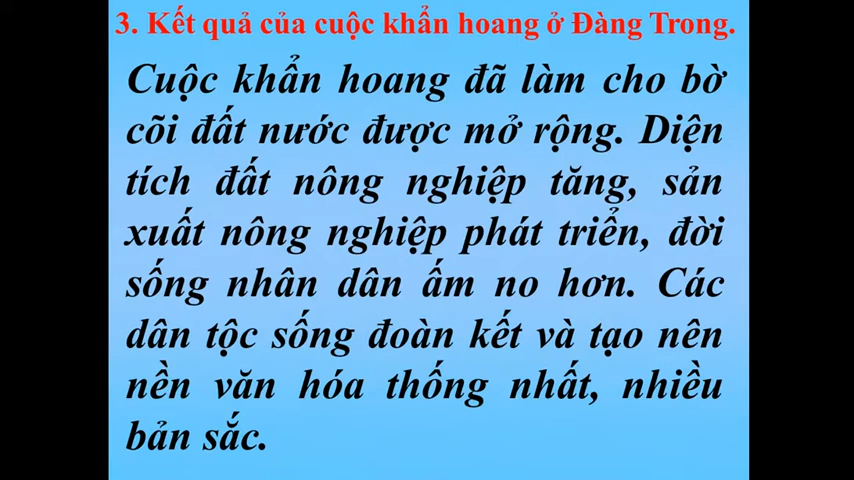 3. Kết quả của cuộc khẩn hoang ở Đàng Trong.
Cuộc khẩn hoang đã làm cho bờ
cõi đất nước được mở rộng. Diện
tích đất nông nghiệp tăng, sản
xuất nông nghiệp phát triển, đời
sống nhân dân ấm no hơn. Các
dân tộc sống đoàn kết và tạo nên
nền văn hóa thống nhất, nhiều
bản sắc.